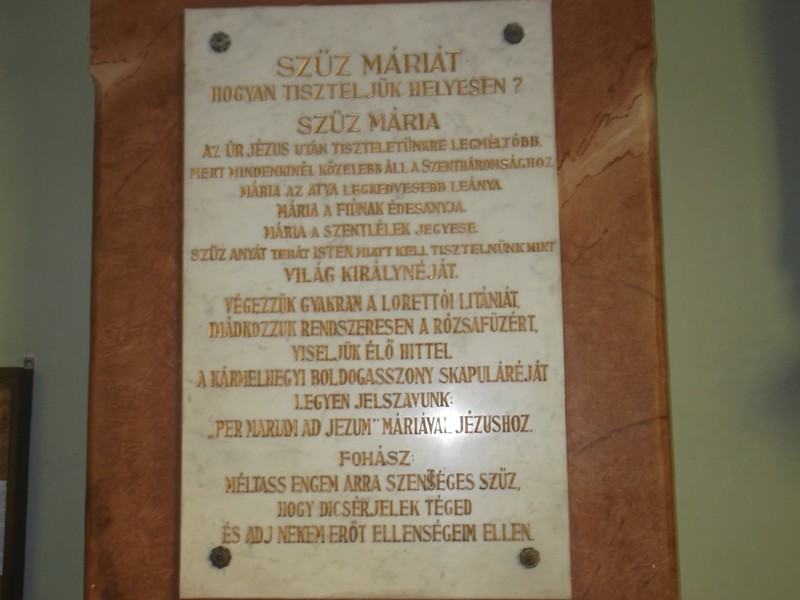 SZŰZ MÁRIÁT
HOGYAN TISZTELJÜK HELYESEN?
SZŰZ MÁRIA
AZ ÚR JÉZUS UTÁN TISZTELETÜNKRE LEGMÉLTÓBB.
MERT MINDENKINÉL KÖZELEBB ÁLL A SZENTHÁROMSÁGHOZ
MÁRIA AZ ATYA LEGKEDVESEBB LEÁNYA.
MÁRIA A FIÚNAK ÉDESANYJA.
MÁRIA A SZENTLÉLEK JEGYESE.
SZŰZ ANYÁT TEHÁT ISTEN MIATT KELL TISZTELNÜNK MINT
VILÁG KIRÁLYNÉJÁT.
VÉGEZZÜK GYAKRAN A LORETTÓI LITÁNIÁT,
IMÁDKOZZUK RENDSZERESEN A RÓZSAFÜZÉRT,
VISELJÜK ÉLŐ HITTEL
A KÁRMELHEGYI BOLDOGASSZONY SKAPULÁRÉJÁT
LEGYEN JELSZAVUNK:
„PER MARIAM AD JEZUM” MÁRIÁVAL JÉZUSHOZ.
FOHÁSZ:
MÉLTASS ENGEM ARRA SZENTSÉGES SZŰZ,
HOGY DICSÉRJELEK TÉGED
ÉS ADJ NEKEM ERŐT ELLENSÉGEIM ELLEN.